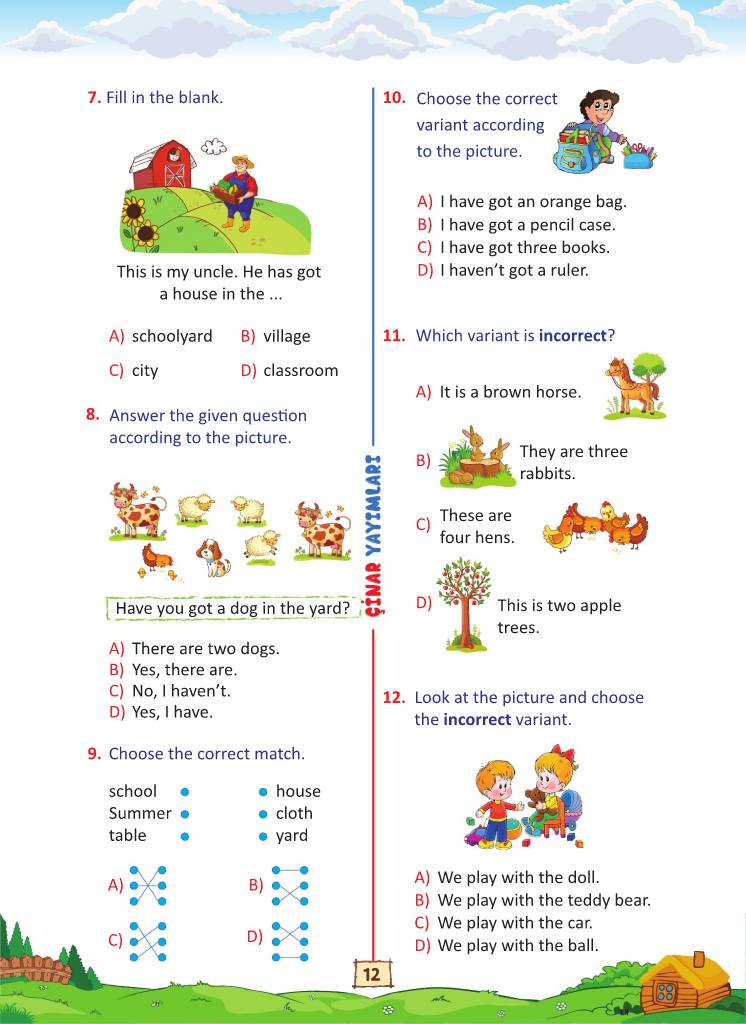 7. Fill in the blank.
This is my uncle. He has got
a house in the ...
A) schoolyard B) village
C) city D) classroom
8. Answer the given question
according to the picture.
Have you got a dog in the yard?
A) There are two dogs.
B) Yes, there are.
C) No, I haven’t.
D) Yes, I have.
9. Choose the correct match.
school house
Summer cloth
table yard
A) B)
C) D)
ÇINAR YAYIMLARI
10. Choose the correct
variant according
to the picture.
A) I have got an orange bag.
B) I have got a pencil case.
C) I have got three books.
D) I haven’t got a ruler.
11. Which variant is incorrect?
A) It is a brown horse.
B) They are three
rabbits.
C) These are
four hens.
D) This is two apple
trees.
12. Look at the picture and choose
the incorrect variant.
A) We play with the doll.
B) We play with the teddy bear.
C) We play with the car.
D) We play with the ball.
12